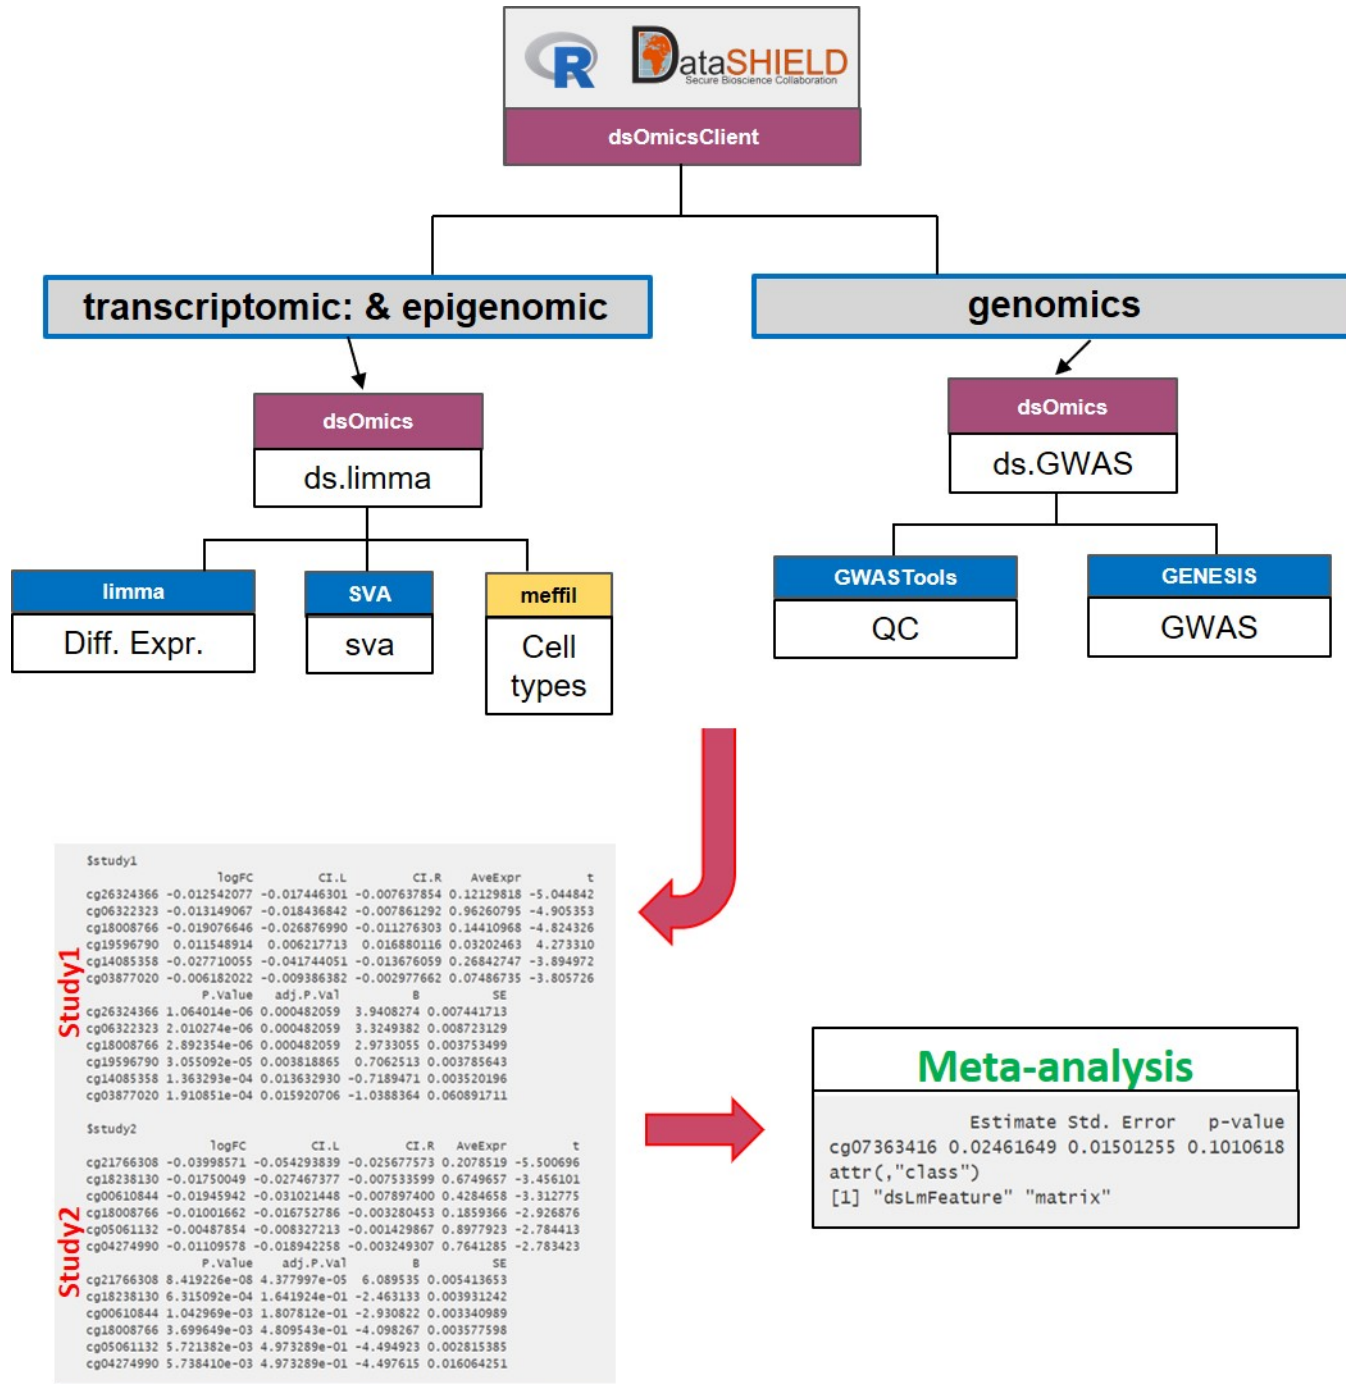 R DataSHIELD
Secure Bioscience Collaboration
dsOmicsClient
transcriptomic: & epigenomic
genomics
dsOmics
ds.limma
dsOmics
ds.GWAS
limma
Diff. Expr.
SVA
sva
meffil
Cell
types
GWASTools
QC
GENESIS
GWAS
Study1
$study1
logFC CI.L CI.R AveExpr t
cg26324366 -0.012542077 -0.017446301 -0.007637854 0.12129818 -5.044842
cg06322323 -0.013149067 -0.018436842 -0.007861292 0.96260795 -4.905353
cg18008766 -0.019076646 -0.026876990 -0.011276303 0.14410968 -4.824326
cg19596790 0.011548914 0.006217713 0.016880116 0.03202463 4.273310
cg14085358 -0.027710055 -0.041744051 -0.013676059 0.26842747 -3.894972
cg03877020 -0.006182022 -0.009386382 -0.002977662 0.07486735 -3.805726
P.Value adj.P.Val B SE
cg26324366 1.064014e-06 0.000482059 3.9408274 0.007441713
cg06322323 2.010274e-06 0.000482059 3.3249382 0.008723129
cg18008766 2.892354e-06 0.000482059 2.9733055 0.003753499
cg19596790 3.055092e-05 0.003818865 0.7062513 0.003785643
cg14085358 1.363293e-04 0.013632930 -0.7189471 0.003520196
cg03877020 1.910851e-04 0.015920706 -1.0388364 0.060891711
Study2
$study2
logFC CI.L CI.R AveExpr t
cg21766308 -0.03998571 -0.054293839 -0.025677573 0.2078519 -5.500696
cg18238130 -0.01750049 -0.027467377 -0.007533599 0.6749657 -3.456101
cg00610844 -0.01945942 -0.031021448 -0.007897400 0.4284658 -3.312775
cg18008766 -0.01001662 -0.016752786 -0.003280453 0.1859366 -2.926876
cg05061132 -0.00487854 -0.008327213 -0.001429867 0.8977923 -2.784413
cg04274990 -0.01109578 -0.018942258 -0.003249307 0.7641285 -2.783423
P.Value adj.P.Val B SE
cg21766308 8.419226e-08 4.377997e-05 6.089535 0.005413653
cg18238130 6.315092e-04 1.641924e-01 -2.463133 0.003931242
cg00610844 1.042969e-03 1.807812e-01 -2.930822 0.003340989
cg18008766 3.699649e-03 4.809543e-01 -4.098267 0.003577598
cg05061132 5.721382e-03 4.973289e-01 -4.494923 0.002815385
cg04274990 5.738410e-03 4.973289e-01 -4.497615 0.016064251
Meta-analysis
Estimate Std. Error p-value
cg07363416 0.02461649 0.01501255 0.1010618
attr(,"class")
[1] "dsLmFeature" "matrix"